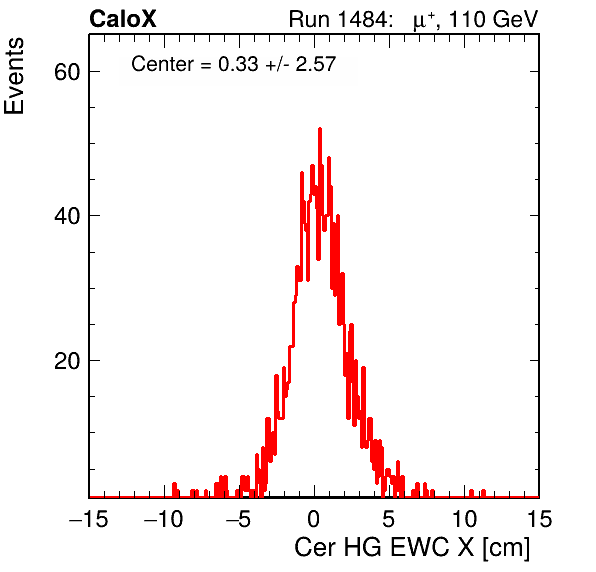 CaloX Run 1484: μ⁺, 110 GeV
Events
Center = 0.33 +/- 2.57
60
40
20
−15 −10 −5 0 5 10 15
Cer HG EWC X [cm]